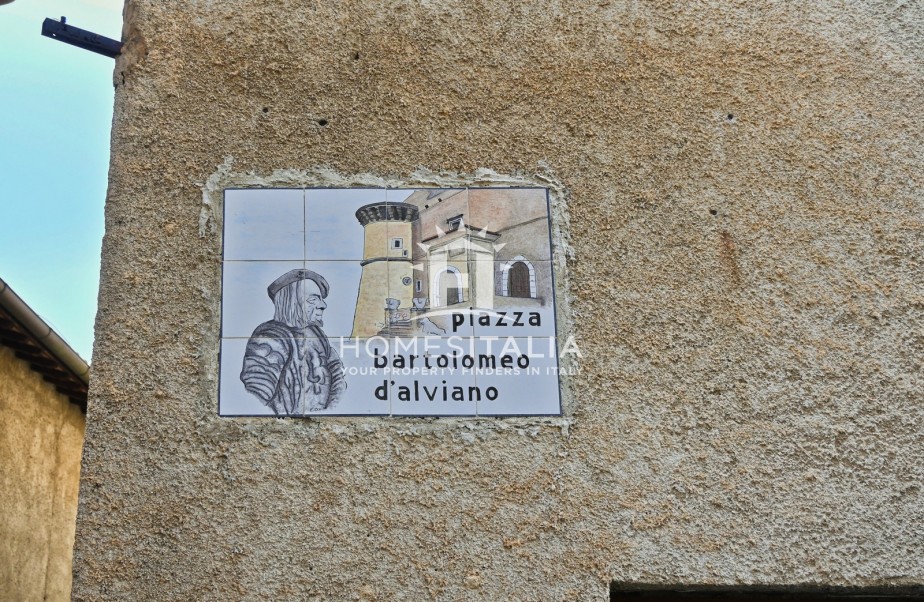 piazza
HOMESITALIA
bartolomeo
YOUR PROPERTY FINDERS IN ITALY
d'alviano